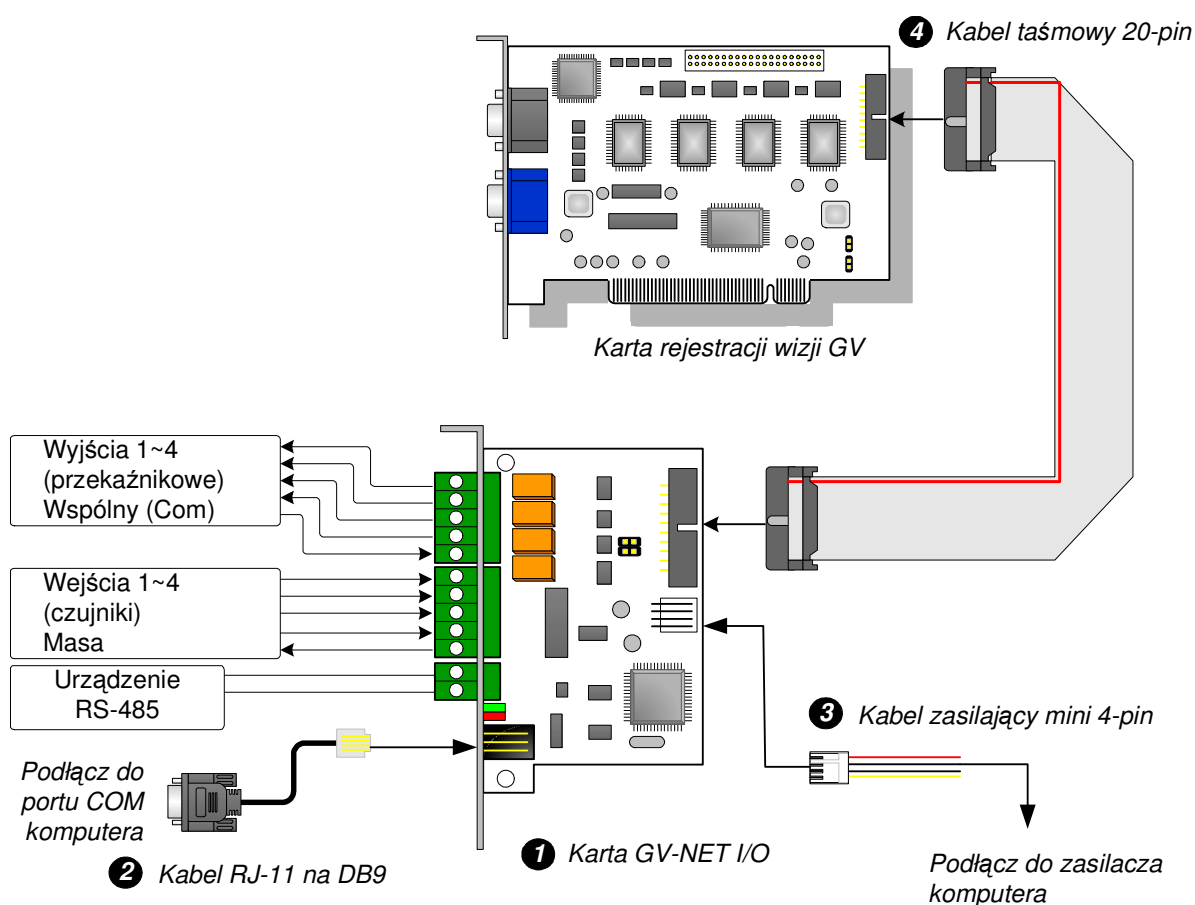 4 Kabel taśmowy 20-pin
Karta rejestracji wizji GV
Wyjścia 1~4
(przekaźnikowe)
Wspólny (Com)
Wejścia 1~4
(czujniki)
Masa
Urządzenie
RS-485
3 Kabel zasilający mini 4-pin
Podłącz do
portu COM
komputera
2 Kabel RJ-11 na DB9
1 Karta GV-NET I/O
Podłącz do zasilacza
komputera